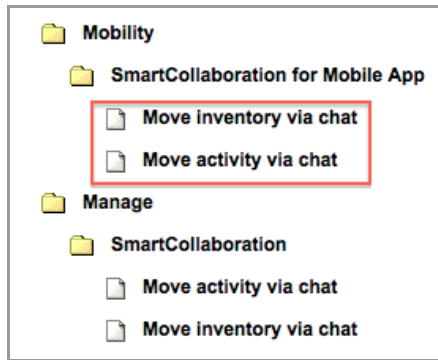 Mobility
SmartCollaboration for Mobile App
Move inventory via chat
Move activity via chat
Manage
SmartCollaboration
Move activity via chat
Move inventory via chat